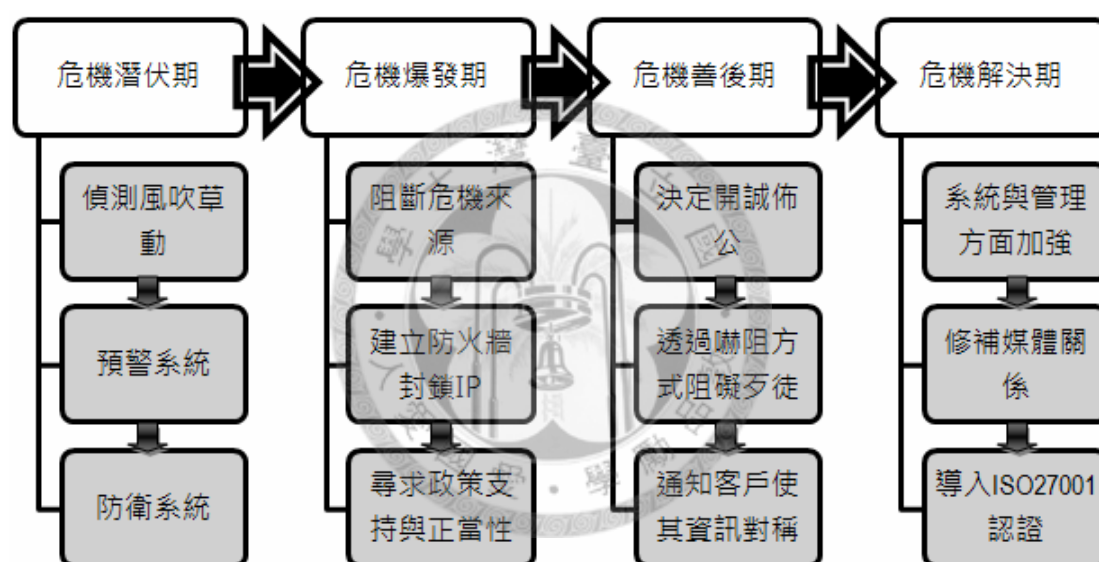 危機潛伏期
偵測風吹草
動
預警系統
防衛系統
危機爆發期
阻斷危機來
源
建立防火牆
封鎖IP
尋求政策支
持與正當性
危機善後期
決定開誠佈
公
透過嚇阻方
式阻礙歹徒
通知客戶使
其資訊對稱
危機解決期
系統與管理
方面加強
修補媒體關
係
導入ISO27001
認證